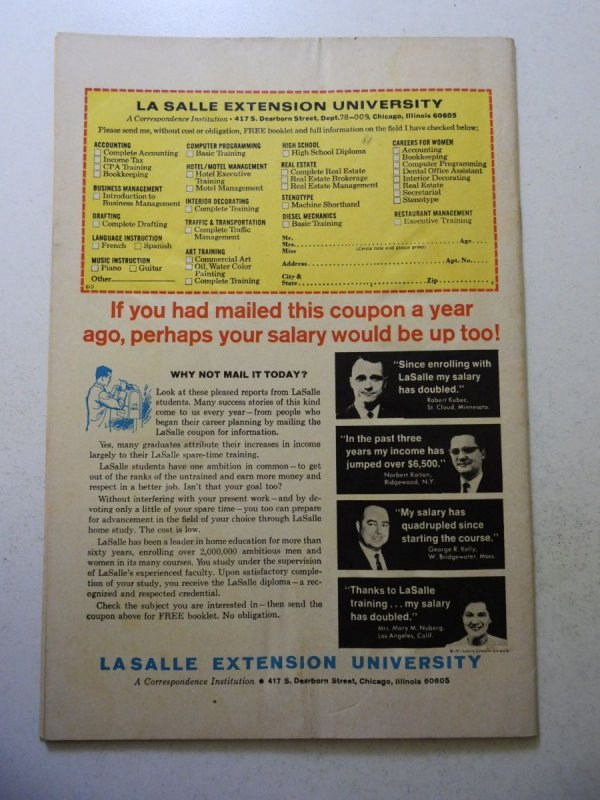 LA SALLE EXTENSION UNIVERSITY
A Correspondence Institution • 417 S. Dearborn Street, Dept. 78-009, Chicago, Illinois 60605
Please send me, without cost or obligation, FREE booklet and full information on the field I have checked below:
ACCOUNTING
Complete Accounting
Income Tax
CPA Training
Bookkeeping
BUSINESS MANAGEMENT
Introduction to
Business Management
DRAFTING
Complete Drafting
LANGUAGE INSTRUCTION
French Spanish
MUSIC INSTRUCTION
Piano Guitar
Other
COMPUTER PROGRAMMING
Basic Training
HOTEL/MOTEL MANAGEMENT
Hotel Executive
Training
Motel Management
INTERIOR DECORATING
Complete Training
TRAFFIC & TRANSPORTATION
Complete Traffic
Management
ART TRAINING
Commercial Art
Oil, Water Color
Painting
Complete Training
HIGH SCHOOL
High School Diploma
REAL ESTATE
Complete Real Estate
Real Estate Brokerage
Real Estate Management
STENOTYPE
Machine Shorthand
DIESEL MECHANICS
Basic Training
CAREERS FOR WOMEN
Accounting
Bookkeeping
Computer Programming
Dental Office Assistant
Interior Decorating
Real Estate
Secretarial
Stenotype
RESTAURANT MANAGEMENT
Executive Training
Mr.
Mrs. Age
Miss (Circle title and please print)
Address Apt. No.
City &
State Zip
If you had mailed this coupon a year
ago, perhaps your salary would be up too!
WHY NOT MAIL IT TODAY?
Look at these pleased reports from LaSalle
students. Many success stories of this kind
come to us every year—from people who
began their career planning by mailing the
LaSalle coupon for information.
Yes, many graduates attribute their increases in income
largely to their LaSalle spare-time training.
LaSalle students have one ambition in common—to get
out of the ranks of the untrained and earn more money and
respect in a better job. Isn't that your goal too?
Without interfering with your present work—and by de-
voting only a little of your spare time—you too can prepare
for advancement in the field of your choice through LaSalle
home study. The cost is low.
LaSalle has been a leader in home education for more than
sixty years, enrolling over 2,000,000 ambitious men and
women in its many courses. You study under the supervision
of LaSalle's experienced faculty. Upon satisfactory comple-
tion of your study, you receive the LaSalle diploma—a rec-
ognized and respected credential.
Check the subject you are interested in—then send the
coupon above for FREE booklet. No obligation.
"Since enrolling with
LaSalle my salary
has doubled."
Robert Kubec,
St. Cloud, Minnesota.
"In the past three
years my income has
jumped over $6,500."
Norbert Kaitan,
Ridgewood, N.Y.
"My salary has
quadrupled since
starting the course."
George R. Kelly,
W. Bridgewater, Mass.
"Thanks to LaSalle
training ... my salary
has doubled."
Mrs. Mary M. Nyberg,
Los Angeles, Calif.
LASALLE EXTENSION UNIVERSITY
A Correspondence Institution • 417 S. Dearborn Street, Chicago, Illinois 60605